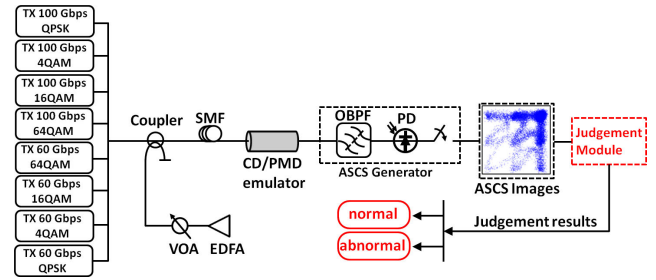 TX 100 Gbps
QPSK
TX 100 Gbps
4QAM
TX 100 Gbps
16QAM
TX 100 Gbps
64QAM
TX 60 Gbps
64QAM
TX 60 Gbps
16QAM
TX 60 Gbps
4QAM
TX 60 Gbps
QPSK
Coupler
SMF
CD/PMD
emulator
VOA
EDFA
OBPF
PD
ASCS Generator
ASCS Images
Judgement
Module
Judgement results
normal
abnormal